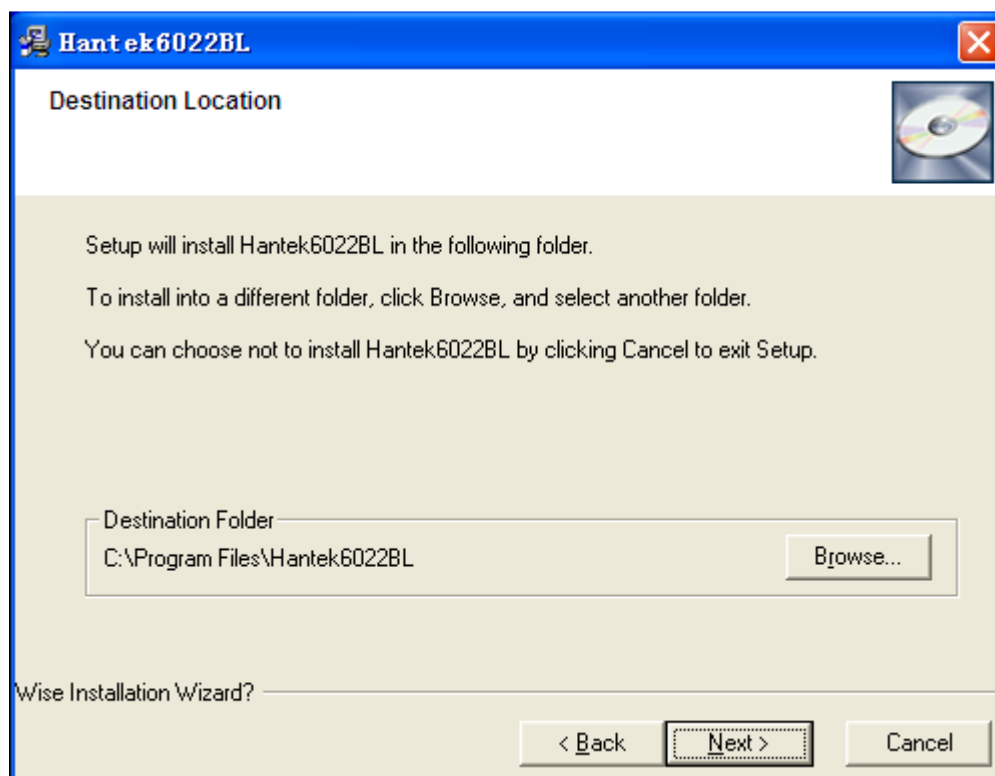 Hantek6022BL
Destination Location
Setup will install Hantek6022BL in the following folder.
To install into a different folder, click Browse, and select another folder.
You can choose not to install Hantek6022BL by clicking Cancel to exit Setup.
Destination Folder
C:\Program Files\Hantek6022BL
Browse...
Wise Installation Wizard?
< Back
Next >
Cancel